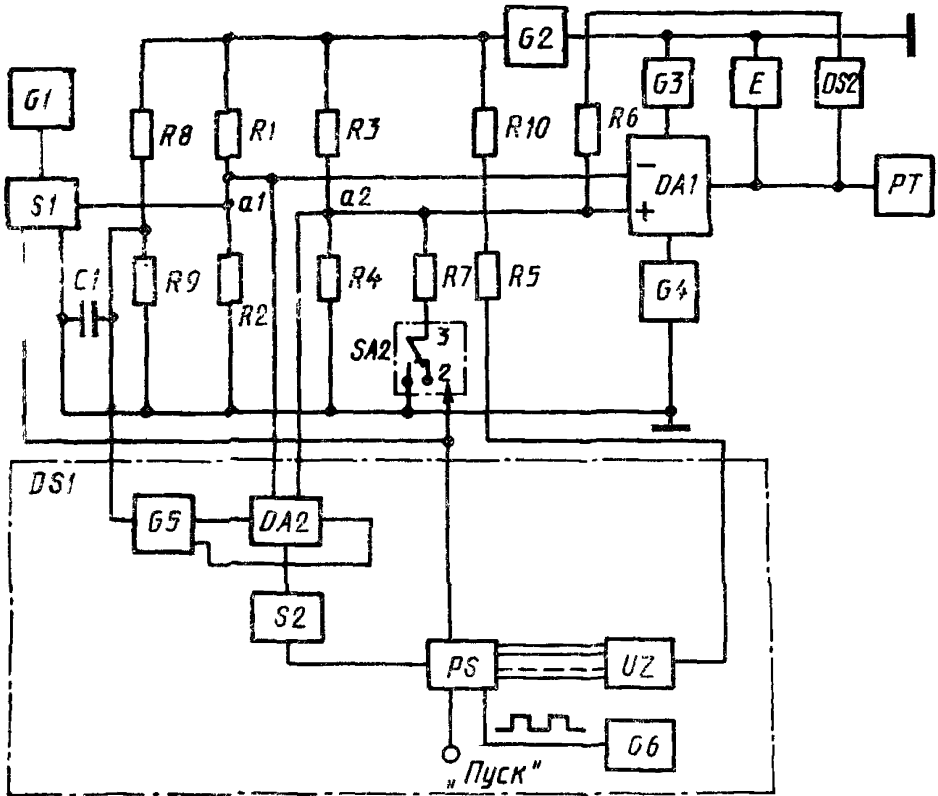 G1
S1
C1
R8
R9
R1
a1
R2
R3
a2
R4
SA2
3
2
R7
R10
R5
G2
R6
G3
E
DS2
−
DA1
+
PT
G4
DS1
G5
DA2
S2
PS
UZ
G6
„Пуск"